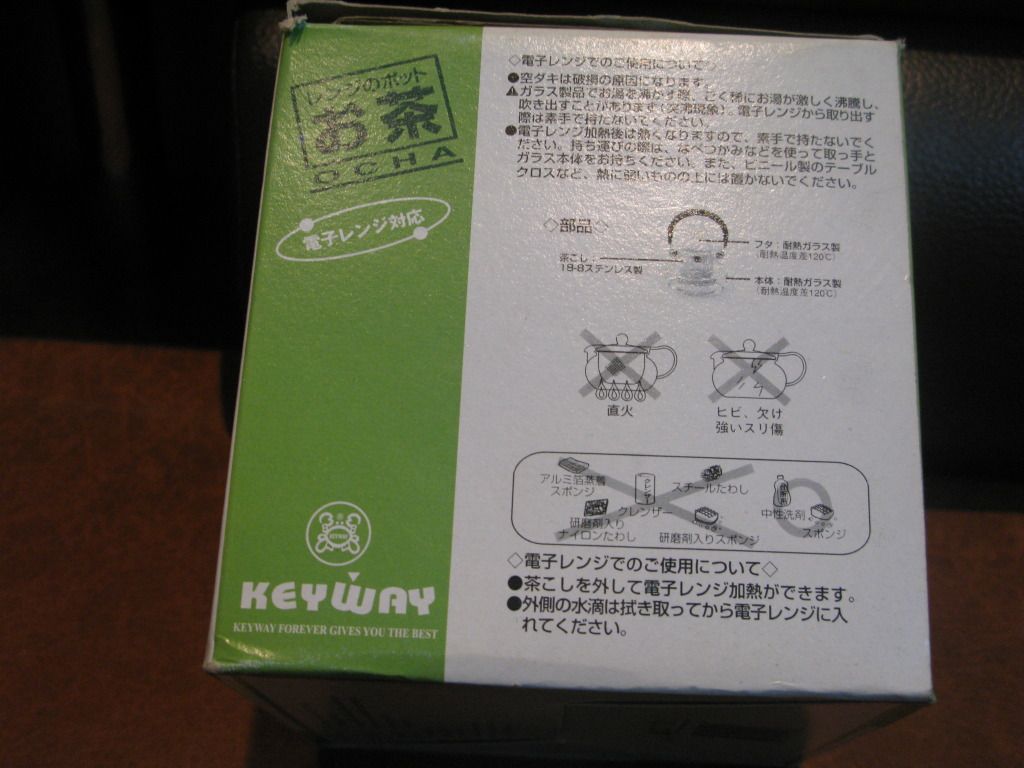 レンジのポット
お茶
OCHA
電子レンジ対応
KEYWAY
KEYWAY FOREVER GIVES YOU THE BEST
◇電子レンジでのご使用について◇
●空ダキは破損の原因になります。
⚠ガラス製品でお湯を沸かす際、ごく稀にお湯が激しく沸騰し、
吹き出すことがあります(突沸現象)。電子レンジから取り出す
際は素手で持たないでください。
●電子レンジ加熱後は熱くなりますので、素手で持たないでく
ださい。持ち運びの際は、なべつかみなどを使って取っ手と
ガラス本体をお持ちください。また、ビニール製のテーブル
クロスなど、熱に弱いものの上には置かないでください。
◇部品◇
フタ:耐熱ガラス製
(耐熱温度差120℃)
茶こし:
18-8ステンレス製
本体:耐熱ガラス製
(耐熱温度差120℃)
直火
ヒビ、欠け
強いスリ傷
アルミ箔蒸着
スポンジ
クレンザー
スチールたわし
中性洗剤
スポンジ
研磨剤入り
ナイロンたわし
研磨剤入りスポンジ
◇電子レンジでのご使用について◇
●茶こしを外して電子レンジ加熱ができます。
●外側の水滴は拭き取ってから電子レンジに入
れてください。